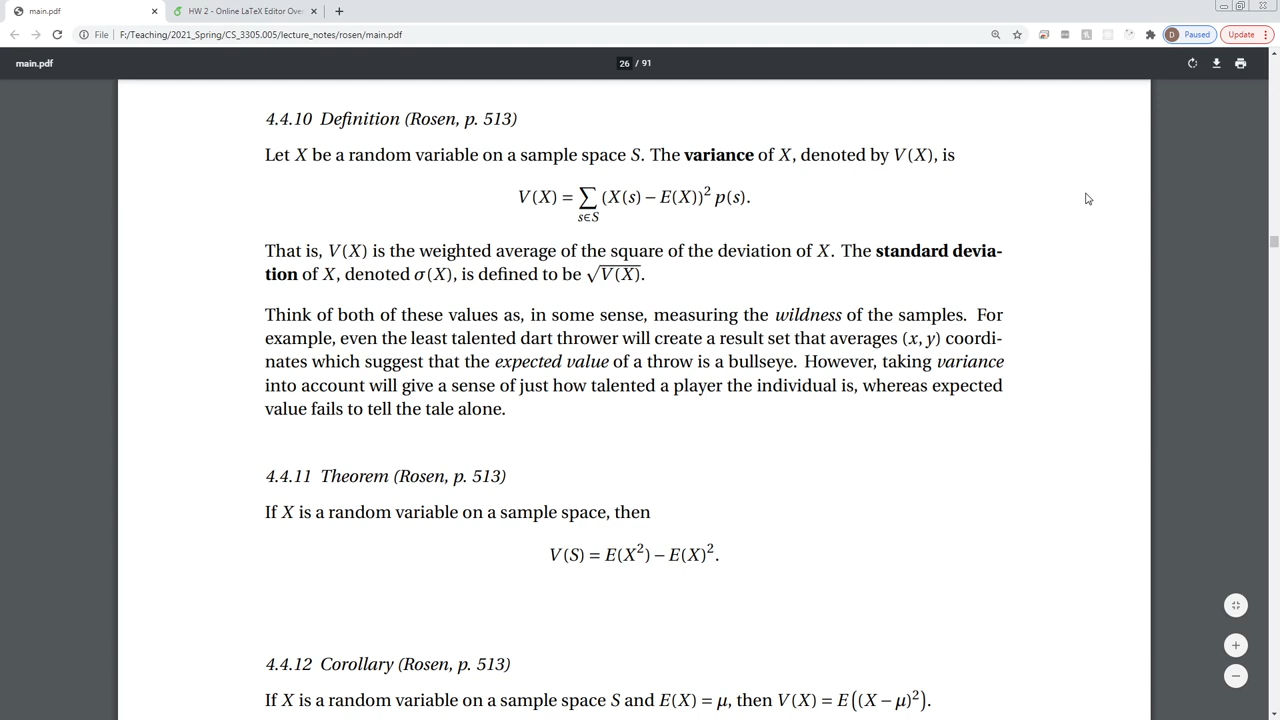 main.pdf
HW 2 - Online LaTeX Editor Over
File
F:/Teaching/2021_Spring/CS_3305.005/lecture_notes/rosen/main.pdf
D Paused
Update
main.pdf
26 / 91
4.4.10 Definition (Rosen, p. 513)
Let X be a random variable on a sample space S. The variance of X, denoted by V(X), is
V(X) = ∑ (X(s) − E(X))² p(s).
s∈S
That is, V(X) is the weighted average of the square of the deviation of X. The standard devia-
tion of X, denoted σ(X), is defined to be √V(X).
Think of both of these values as, in some sense, measuring the wildness of the samples. For
example, even the least talented dart thrower will create a result set that averages (x, y) coordi-
nates which suggest that the expected value of a throw is a bullseye. However, taking variance
into account will give a sense of just how talented a player the individual is, whereas expected
value fails to tell the tale alone.
4.4.11 Theorem (Rosen, p. 513)
If X is a random variable on a sample space, then
V(S) = E(X²) − E(X)².
4.4.12 Corollary (Rosen, p. 513)
If X is a random variable on a sample space S and E(X) = μ, then V(X) = E((X − μ)²).